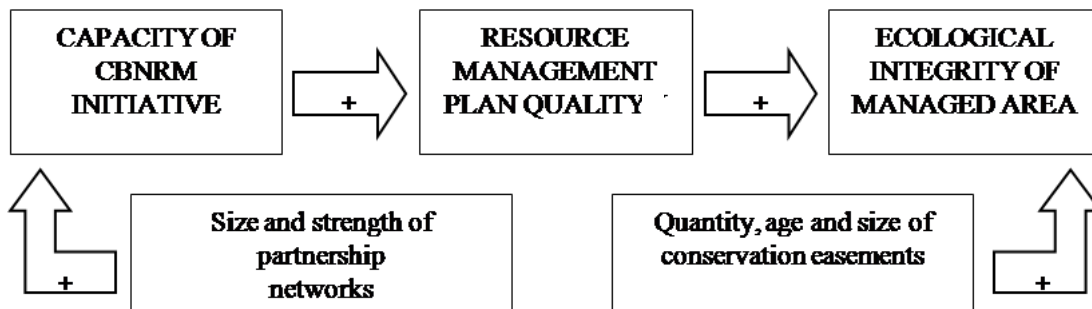 CAPACITY OF
CBNRM
INITIATIVE
+
RESOURCE
MANAGEMENT
PLAN QUALITY
+
ECOLOGICAL
INTEGRITY OF
MANAGED AREA
Size and strength of
partnership
networks
+
Quantity, age and size of
conservation easements
+